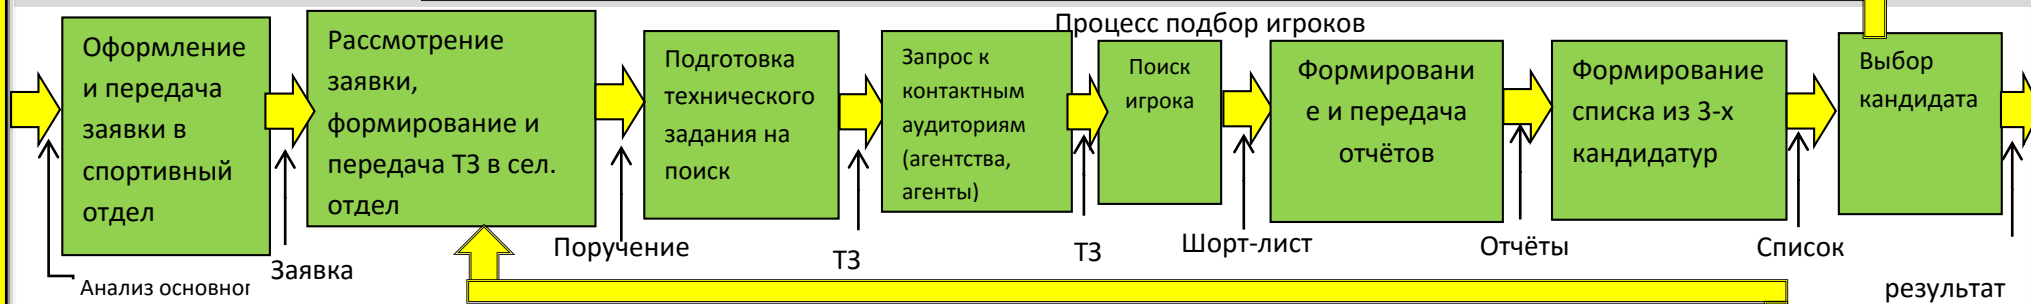 Процесс подбор игроков
Оформление
и передача
заявки в
спортивный
отдел
Рассмотрение
заявки,
формирование и
передача ТЗ в сел.
отдел
Подготовка
технического
задания на
поиск
Запрос к
контактным
аудиториям
(агентства,
агенты)
Поиск
игрока
Формировани
е и передача
отчётов
Формирование
списка из 3-х
кандидатур
Выбор
кандидата
Анализ основног
Заявка
Поручение
ТЗ
ТЗ
Шорт-лист
Отчёты
Список
результат